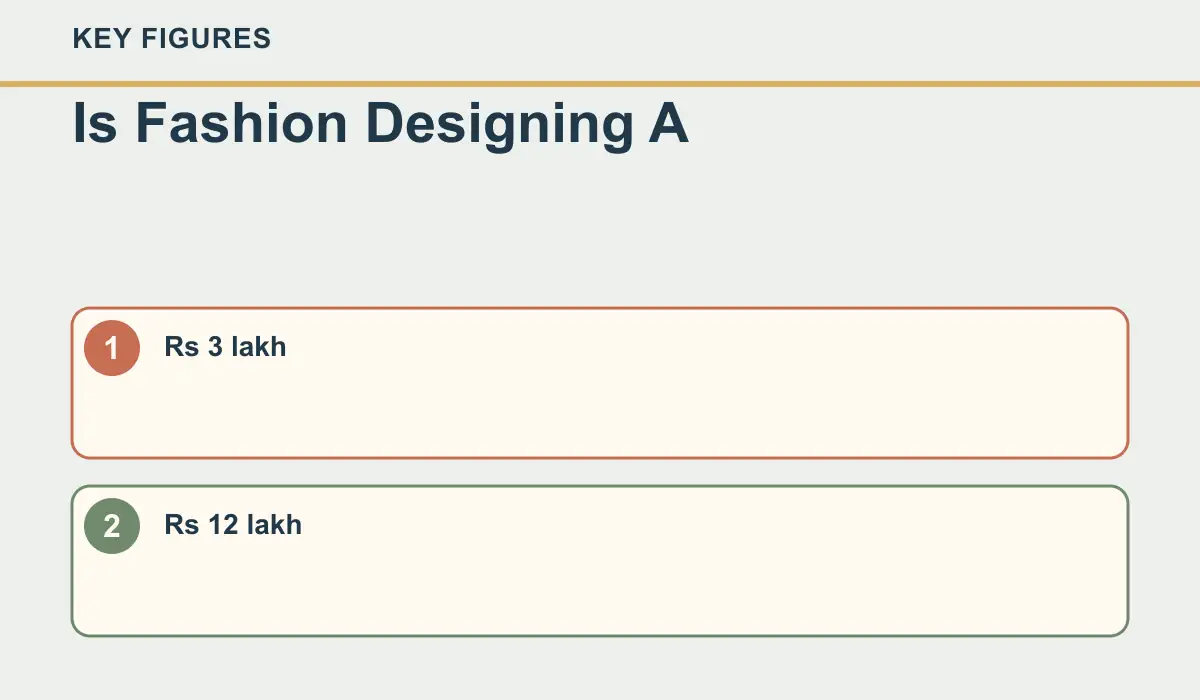 KEY FIGURES
Is Fashion Designing A
1
Rs 3 lakh
2
Rs 12 lakh